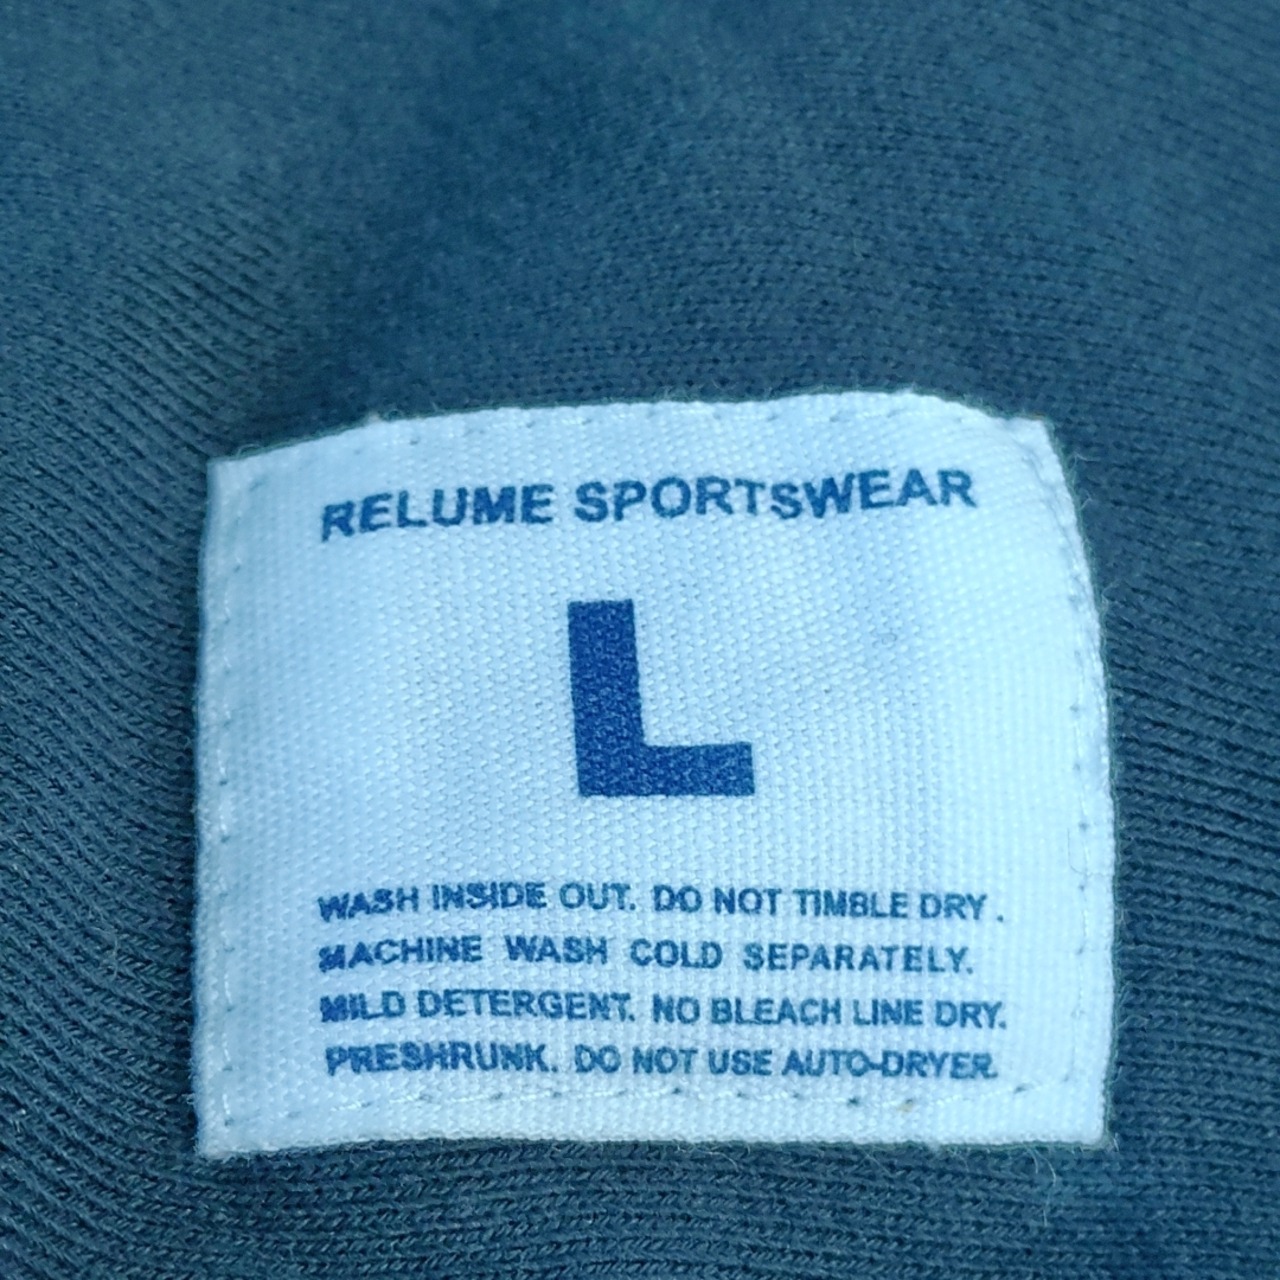 RELUME SPORTSWEAR
L
WASH INSIDE OUT. DO NOT TIMBLE DRY.
MACHINE WASH COLD SEPARATELY.
MILD DETERGENT. NO BLEACH LINE DRY.
PRESHRUNK. DO NOT USE AUTO-DRYER.